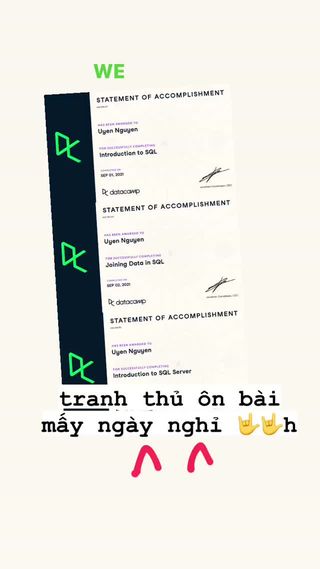 WE
STATEMENT OF ACCOMPLISHMENT
HAS BEEN AWARDED TO
Uyen Nguyen
FOR SUCCESSFULLY COMPLETING
Introduction to SQL
COMPLETED ON
SEP 01, 2021
datacamp
STATEMENT OF ACCOMPLISHMENT
HAS BEEN AWARDED TO
Uyen Nguyen
FOR SUCCESSFULLY COMPLETING
Joining Data in SQL
COMPLETED ON
SEP 02, 2021
datacamp
STATEMENT OF ACCOMPLISHMENT
HAS BEEN AWARDED TO
Uyen Nguyen
FOR SUCCESSFULLY COMPLETING
Introduction to SQL Server
tranh thủ ôn bài
mấy ngày nghỉ 🤟🤟h